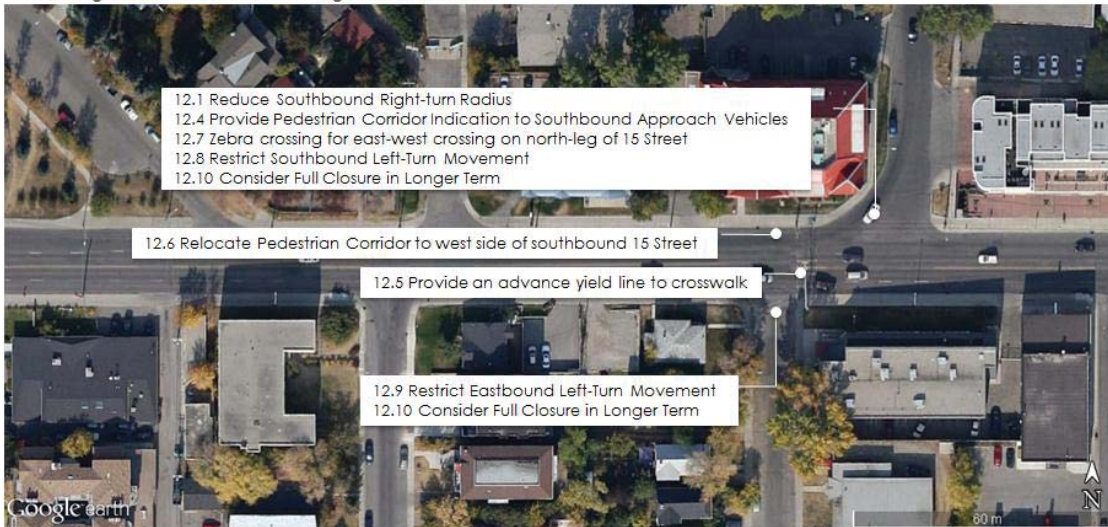 12.1 Reduce Southbound Right-turn Radius
12.4 Provide Pedestrian Corridor Indication to Southbound Approach Vehicles
12.7 Zebra crossing for east-west crossing on north-leg of 15 Street
12.8 Restrict Southbound Left-Turn Movement
12.10 Consider Full Closure in Longer Term
12.6 Relocate Pedestrian Corridor to west side of southbound 15 Street
12.5 Provide an advance yield line to crosswalk
12.9 Restrict Eastbound Left-Turn Movement
12.10 Consider Full Closure in Longer Term
Google earth
N
60 m